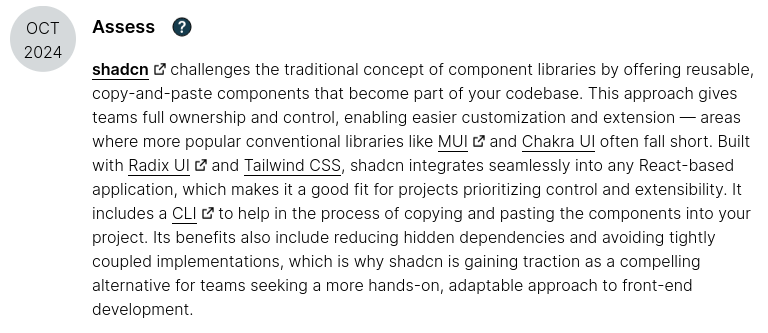 OCT
2024
Assess ?
shadcn challenges the traditional concept of component libraries by offering reusable,
copy-and-paste components that become part of your codebase. This approach gives
teams full ownership and control, enabling easier customization and extension — areas
where more popular conventional libraries like MUI and Chakra UI often fall short. Built
with Radix UI and Tailwind CSS, shadcn integrates seamlessly into any React-based
application, which makes it a good fit for projects prioritizing control and extensibility. It
includes a CLI to help in the process of copying and pasting the components into your
project. Its benefits also include reducing hidden dependencies and avoiding tightly
coupled implementations, which is why shadcn is gaining traction as a compelling
alternative for teams seeking a more hands-on, adaptable approach to front-end
development.